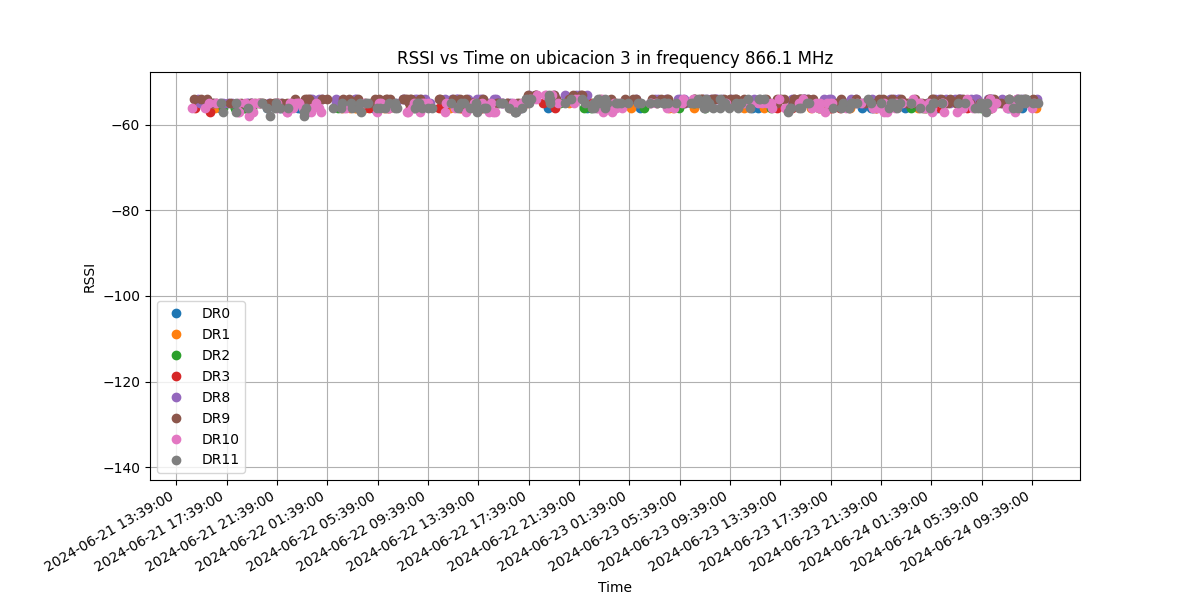 RSSI vs Time on ubicacion 3 in frequency 866.1 MHz
RSSI
−60
−80
−100
−120
−140
DR0
DR1
DR2
DR3
DR8
DR9
DR10
DR11
2024-06-21 13:39:00
2024-06-21 17:39:00
2024-06-21 21:39:00
2024-06-22 01:39:00
2024-06-22 05:39:00
2024-06-22 09:39:00
2024-06-22 13:39:00
2024-06-22 17:39:00
2024-06-22 21:39:00
2024-06-23 01:39:00
2024-06-23 05:39:00
2024-06-23 09:39:00
2024-06-23 13:39:00
2024-06-23 17:39:00
2024-06-23 21:39:00
2024-06-24 01:39:00
2024-06-24 05:39:00
2024-06-24 09:39:00
Time